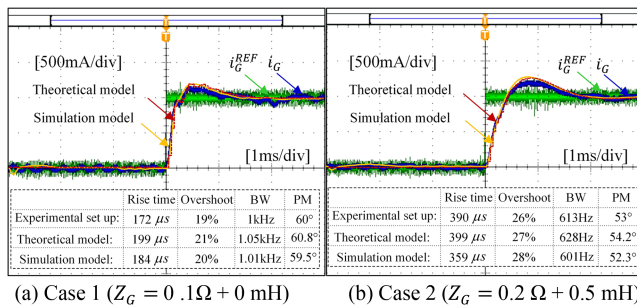 T
T
[500mA/div]
i_G^REF i_G
Theoretical model
Simulation model
[1ms/div]
Rise time Overshoot BW PM
Experimental set up: 172 μs 19% 1kHz 60°
Theoretical model: 199 μs 21% 1.05kHz 60.8°
Simulation model: 184 μs 20% 1.01kHz 59.5°
(a) Case 1 (Z_G = 0 .1Ω + 0 mH)
T
T
[500mA/div]
i_G^REF i_G
Theoretical model
Simulation model
[1ms/div]
Rise time Overshoot BW PM
Experimental set up: 390 μs 26% 613Hz 53°
Theoretical model: 399 μs 27% 628Hz 54.2°
Simulation model: 359 μs 28% 601Hz 52.3°
(b) Case 2 (Z_G = 0.2 Ω + 0.5 mH)